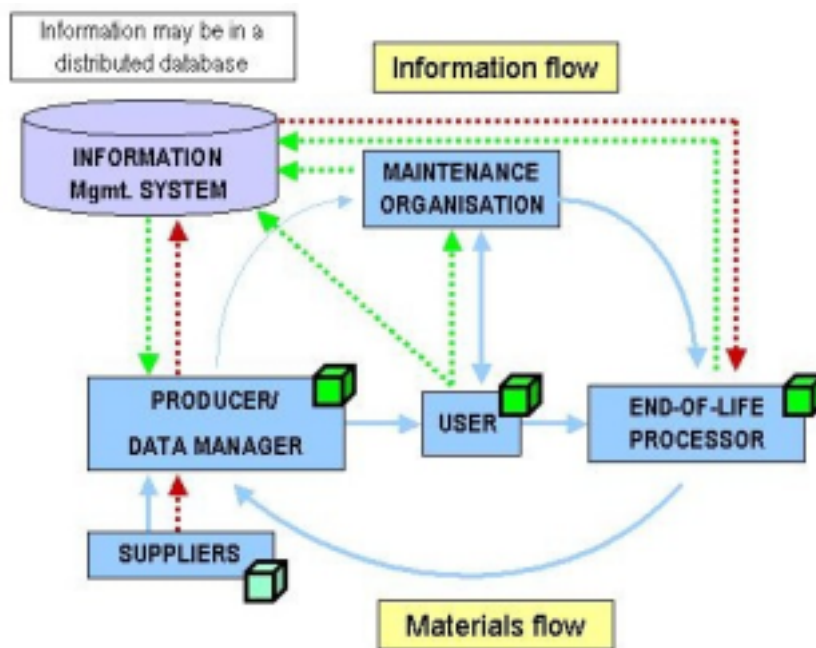 Information may be in a
distributed database
Information flow
INFORMATION
Mgmt. SYSTEM
MAINTENANCE
ORGANISATION
PRODUCER/
DATA MANAGER
USER
END-OF-LIFE
PROCESSOR
SUPPLIERS
Materials flow